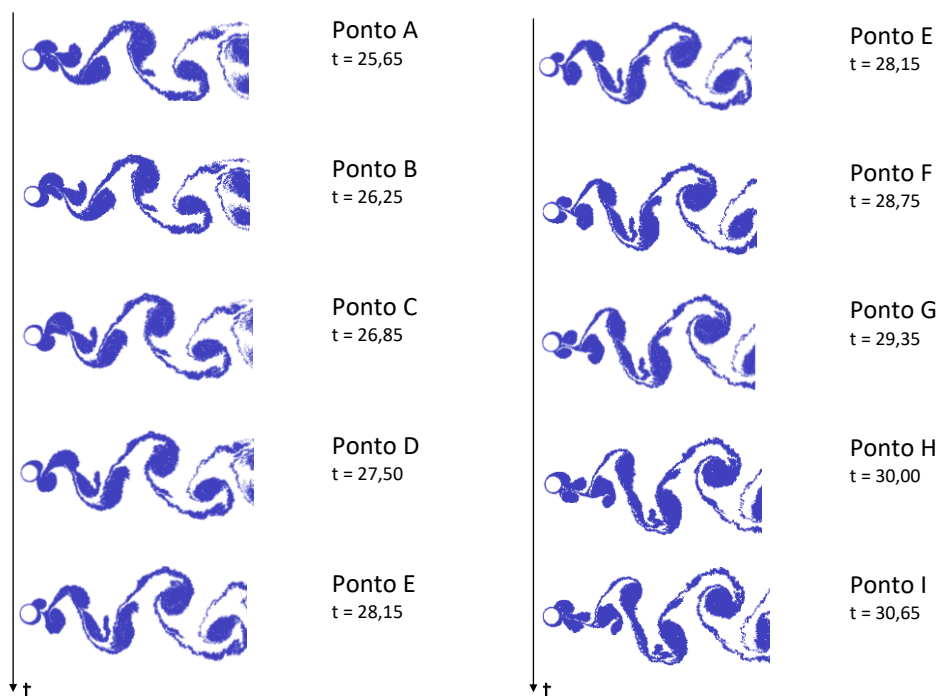 Ponto A
t = 25,65
Ponto B
t = 26,25
Ponto C
t = 26,85
Ponto D
t = 27,50
Ponto E
t = 28,15
t
Ponto E
t = 28,15
Ponto F
t = 28,75
Ponto G
t = 29,35
Ponto H
t = 30,00
Ponto I
t = 30,65
t